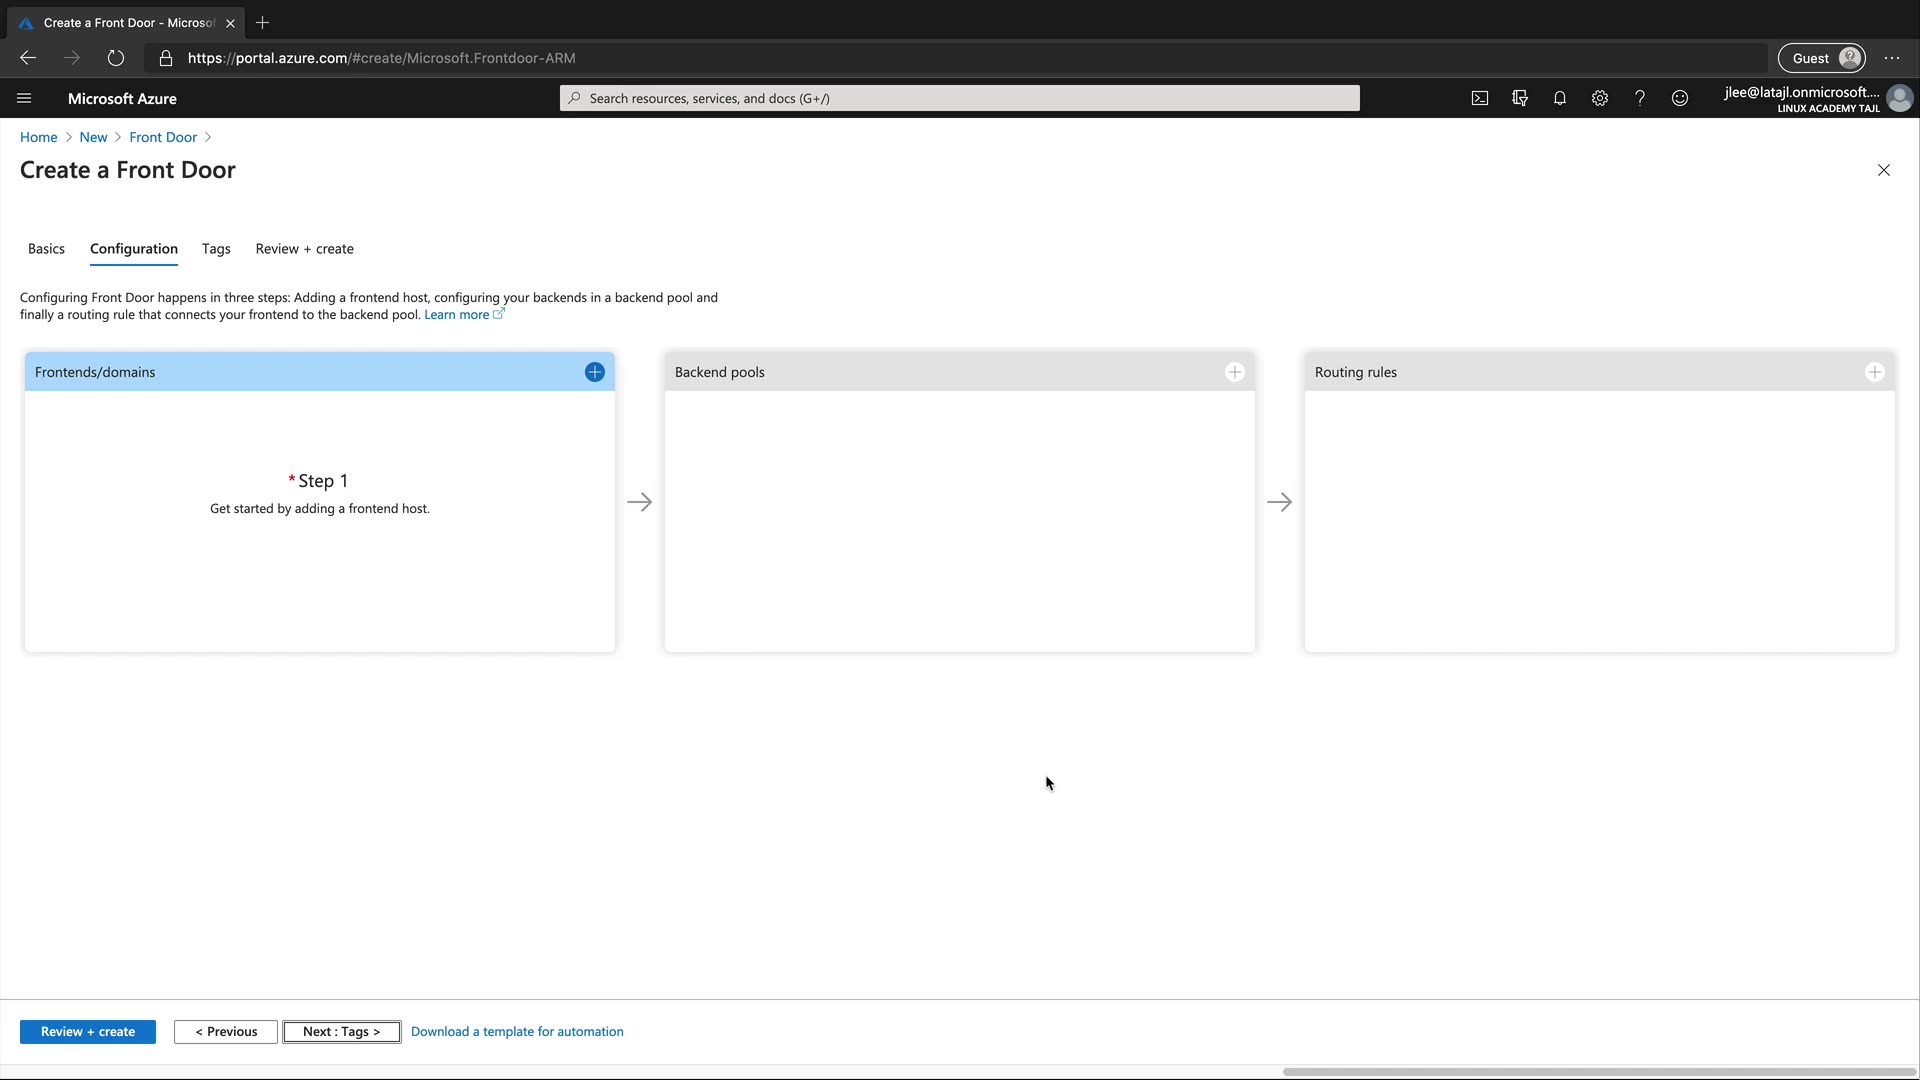 Create a Front Door - Microsof
https://portal.azure.com/#create/Microsoft.Frontdoor-ARM
Guest
Microsoft Azure
Search resources, services, and docs (G+/)
jlee@latajl.onmicrosoft....
LINUX ACADEMY TAJL
Home > New > Front Door >
Create a Front Door
Basics
Configuration
Tags
Review + create
Configuring Front Door happens in three steps: Adding a frontend host, configuring your backends in a backend pool and
finally a routing rule that connects your frontend to the backend pool. Learn more
Frontends/domains
Backend pools
Routing rules
* Step 1
Get started by adding a frontend host.
Review + create
< Previous
Next : Tags >
Download a template for automation